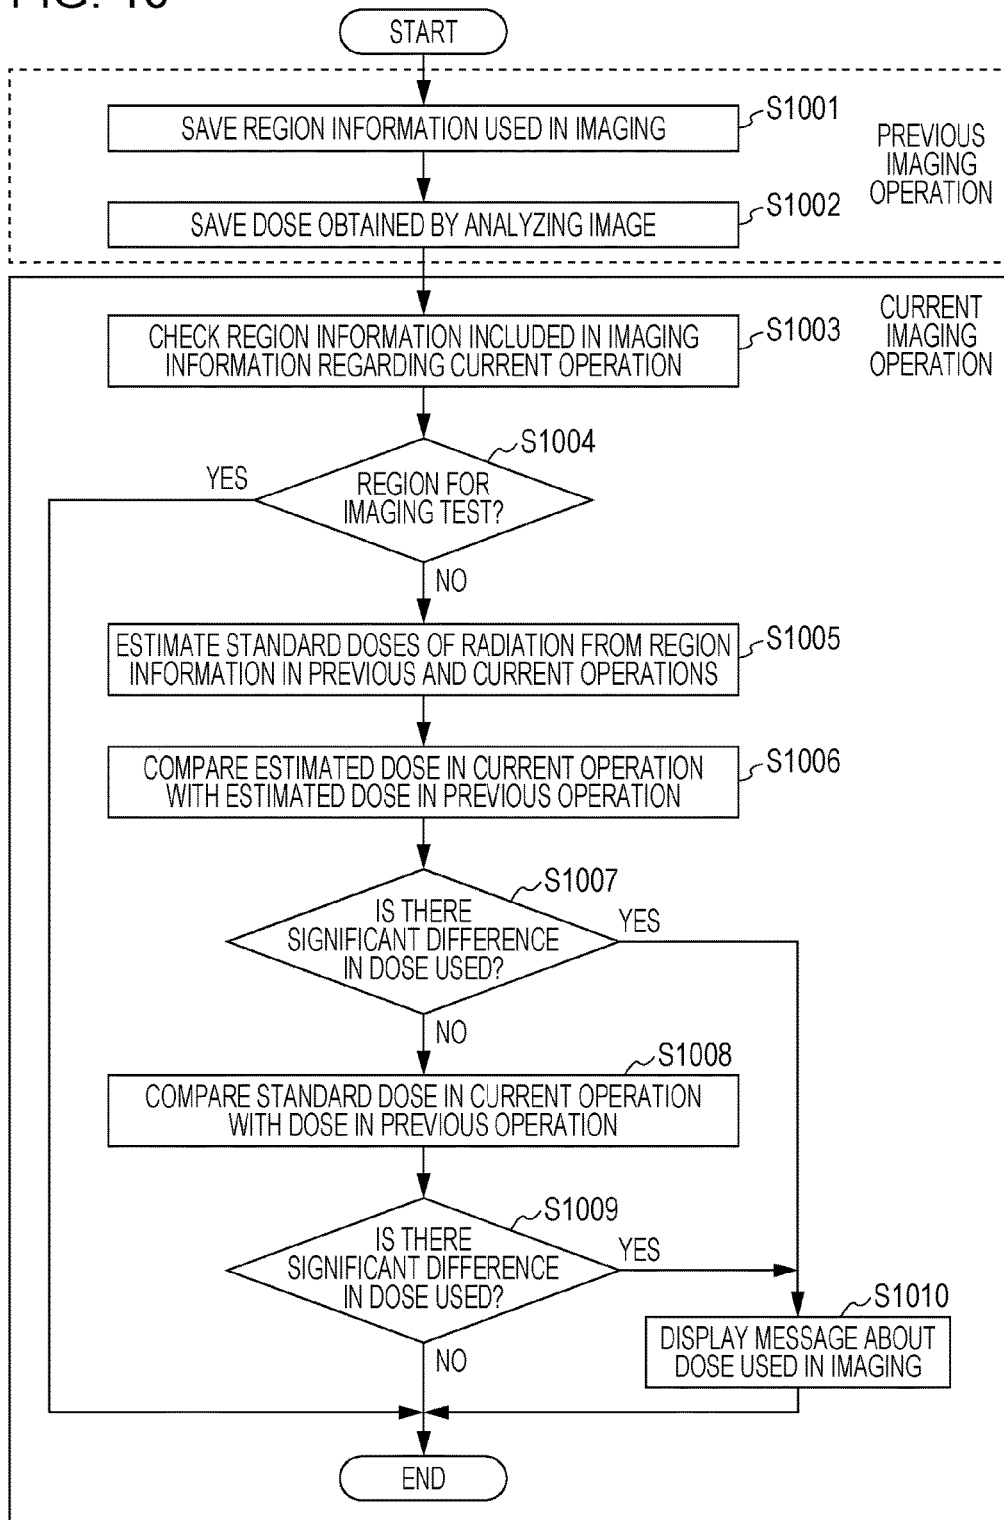 START
SAVE REGION INFORMATION USED IN IMAGING
S1001
PREVIOUS
IMAGING
OPERATION
SAVE DOSE OBTAINED BY ANALYZING IMAGE
S1002
CHECK REGION INFORMATION INCLUDED IN IMAGING
INFORMATION REGARDING CURRENT OPERATION
S1003
CURRENT
IMAGING
OPERATION
S1004
YES
REGION FOR
IMAGING TEST?
NO
ESTIMATE STANDARD DOSES OF RADIATION FROM REGION
INFORMATION IN PREVIOUS AND CURRENT OPERATIONS
S1005
COMPARE ESTIMATED DOSE IN CURRENT OPERATION
WITH ESTIMATED DOSE IN PREVIOUS OPERATION
S1006
S1007
IS THERE
SIGNIFICANT DIFFERENCE
IN DOSE USED?
YES
NO
S1008
COMPARE STANDARD DOSE IN CURRENT OPERATION
WITH DOSE IN PREVIOUS OPERATION
S1009
IS THERE
SIGNIFICANT DIFFERENCE
IN DOSE USED?
YES
NO
S1010
DISPLAY MESSAGE ABOUT
DOSE USED IN IMAGING
END